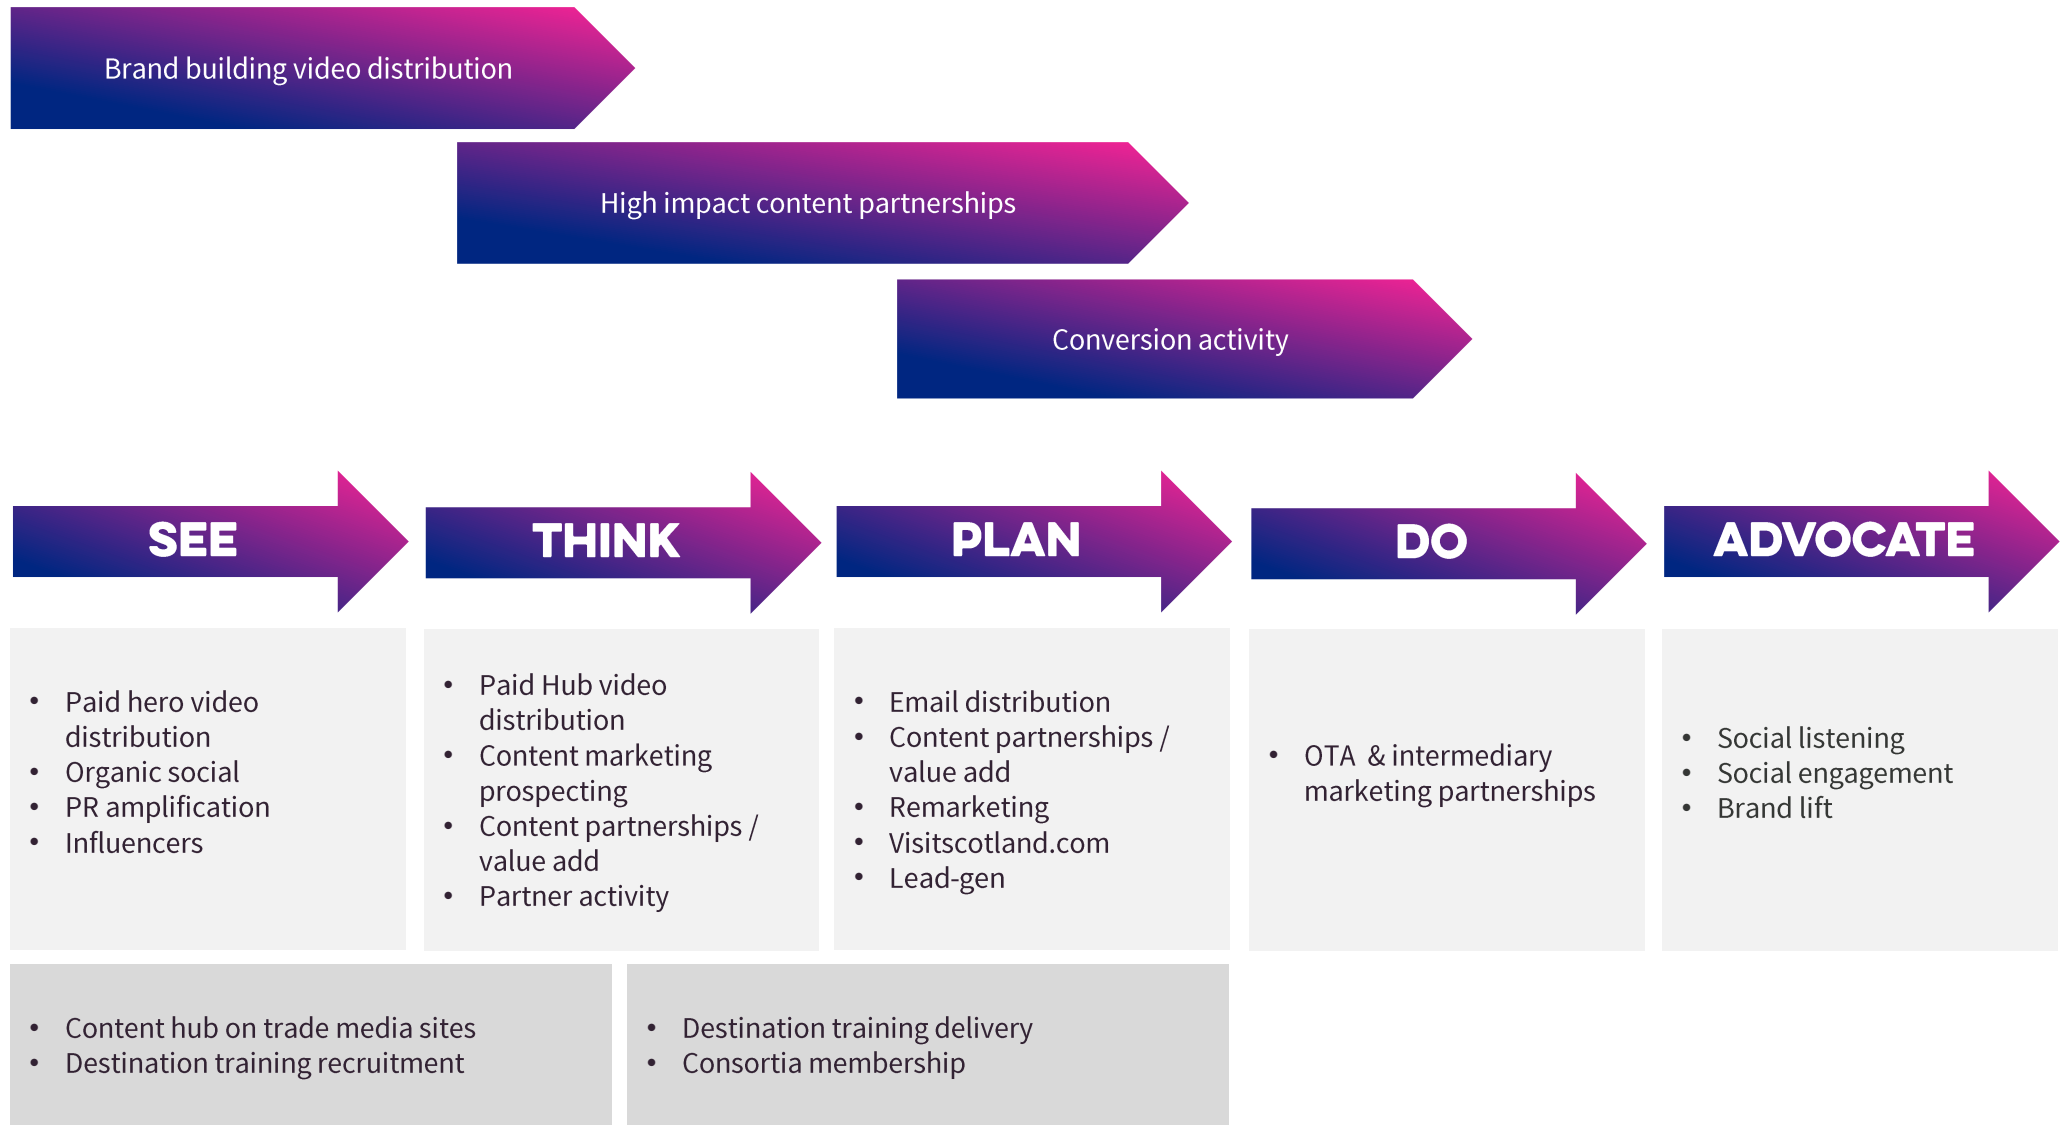 Brand building video distribution
High impact content partnerships
Conversion activity
SEE
THINK
PLAN
DO
ADVOCATE
• Paid hero video
distribution
• Organic social
• PR amplification
• Influencers
• Paid Hub video
distribution
• Content marketing
prospecting
• Content partnerships /
value add
• Partner activity
• Email distribution
• Content partnerships /
value add
• Remarketing
• Visitscotland.com
• Lead-gen
• OTA & intermediary
marketing partnerships
• Social listening
• Social engagement
• Brand lift
• Content hub on trade media sites
• Destination training recruitment
• Destination training delivery
• Consortia membership